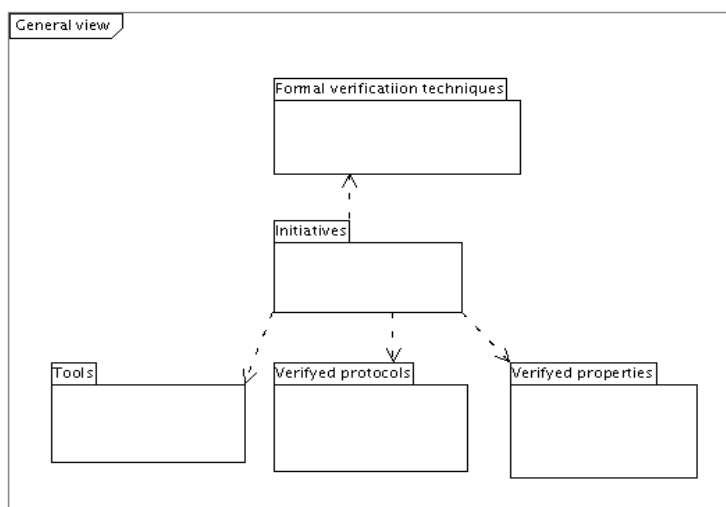 General view
Formal verificatiion techniques
Initiatives
Tools
Verifyed protocols
Verifyed properties